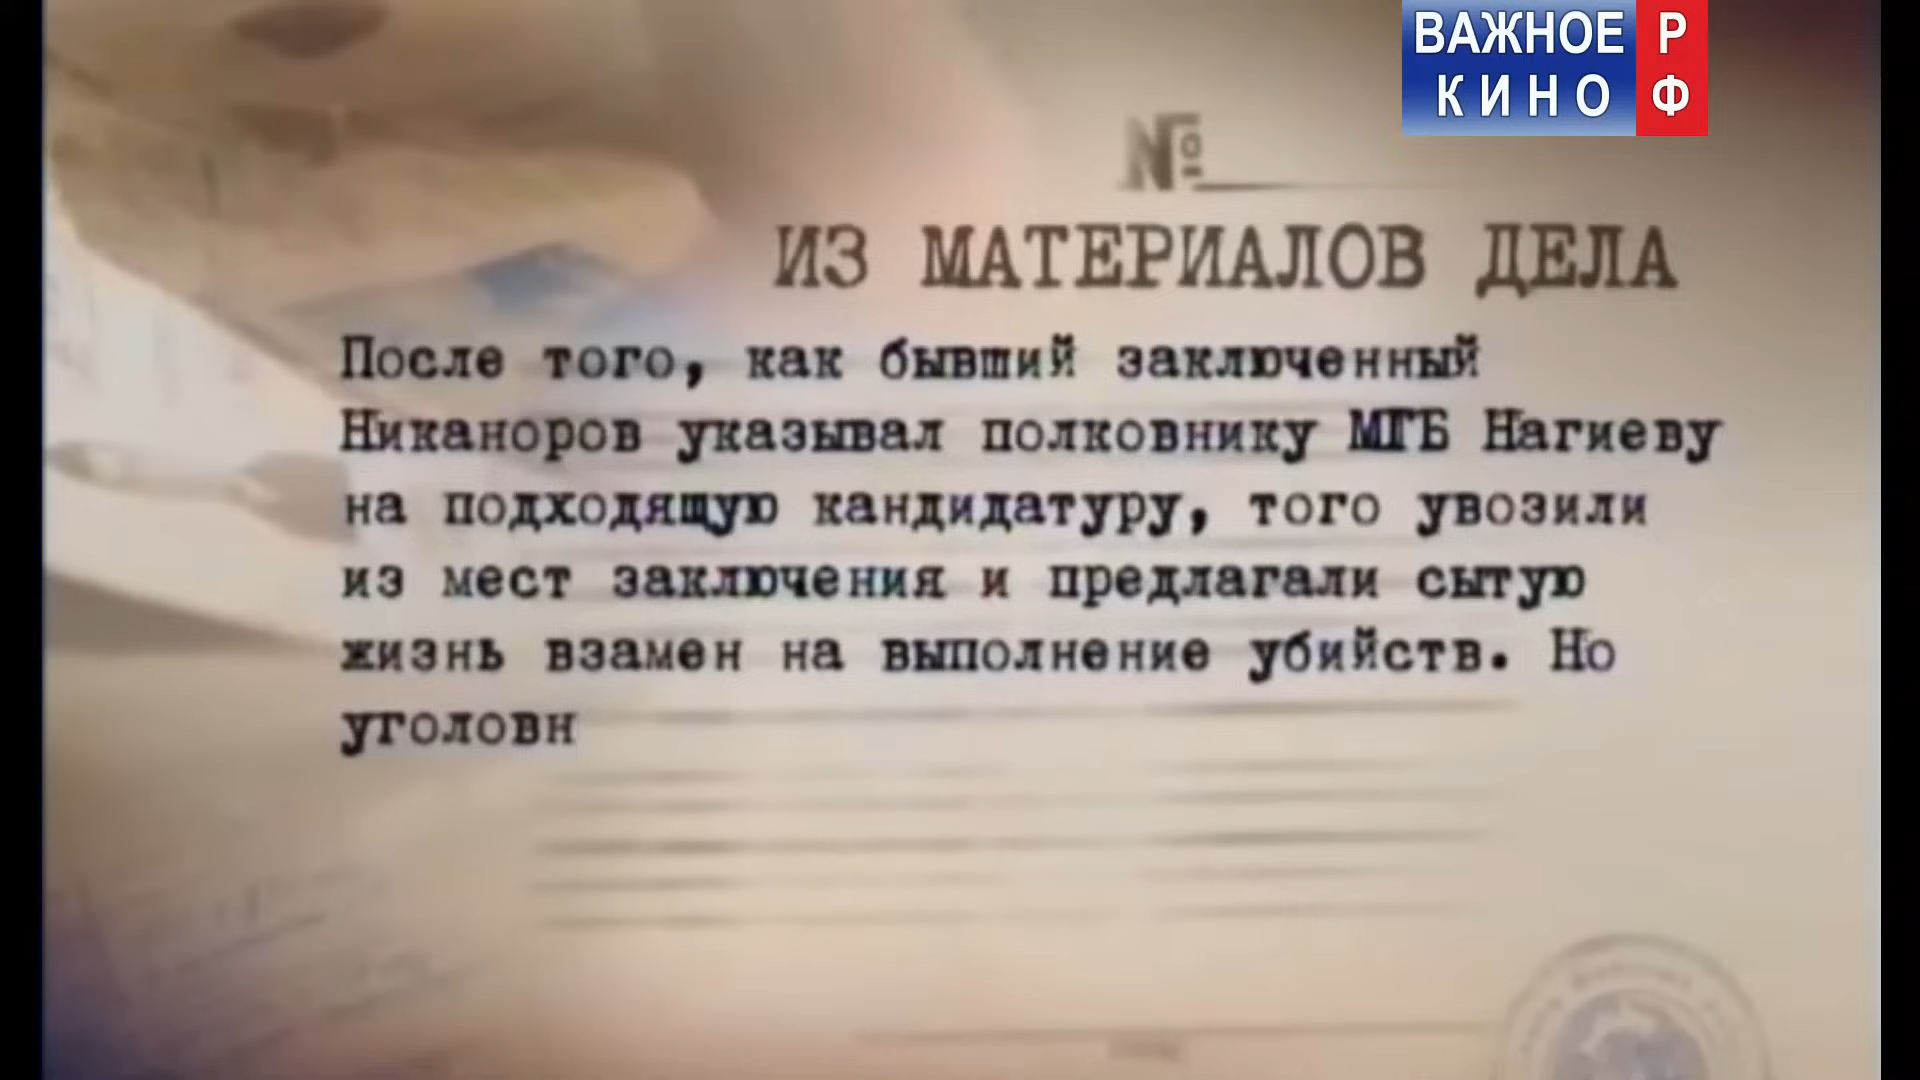 ВАЖНОЕ РФ
КИНО
№
ИЗ МАТЕРИАЛОВ ДЕЛА
После того, как бывший заключенный
Никаноров указывал полковнику МГБ Нагиеву
на подходящую кандидатуру, того увозили
из мест заключения и предлагали сытую
жизнь взамен на выполнение убийств. Но
уголовн